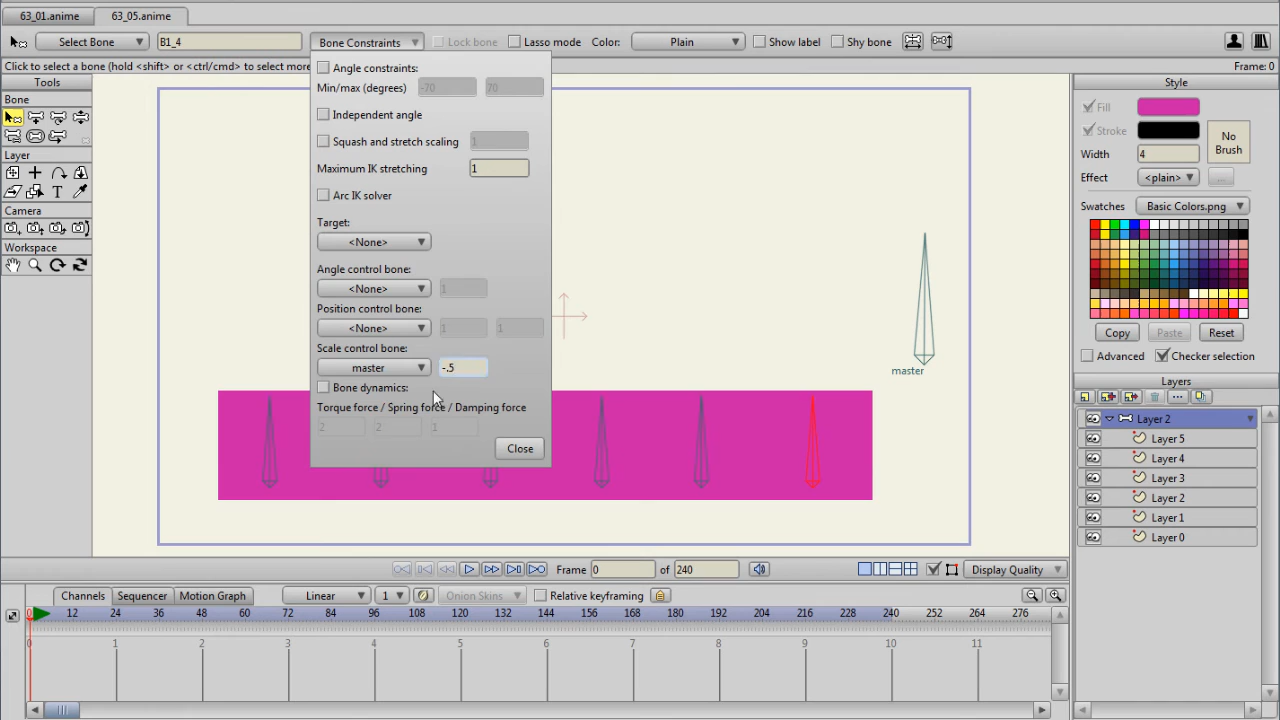 63_01.anime 63_05.anime
Select Bone B1_4 Bone Constraints Lock bone Lasso mode Color: Plain Show label Shy bone
Click to select a bone (hold <shift> or <ctrl/cmd> to select more Frame: 0
Tools
Bone
Layer
T
Camera
Workspace
Angle constraints:
Min/max (degrees) -70 70
Independent angle
Squash and stretch scaling 1
Maximum IK stretching 1
Arc IK solver
Target:
<None>
Angle control bone:
<None> 1
Position control bone:
<None> 1 1
Scale control bone:
master -.5
Bone dynamics:
Torque force / Spring force / Damping force
2 2 1
Close
master
Style
Fill
Stroke
Width 4
No
Brush
Effect <plain> ...
Swatches Basic Colors.png
Copy Paste Reset
Advanced Checker selection
Layers
Layer 2
Layer 5
Layer 4
Layer 3
Layer 2
Layer 1
Layer 0
Frame 0 of 240 Display Quality
Channels Sequencer Motion Graph Linear 1 Onion Skins Relative keyframing
0 12 24 36 48 60 72 84 96 108 120 132 144 156 168 180 192 204 216 228 240 252 264 276
0 1 2 3 4 5 6 7 8 9 10 11